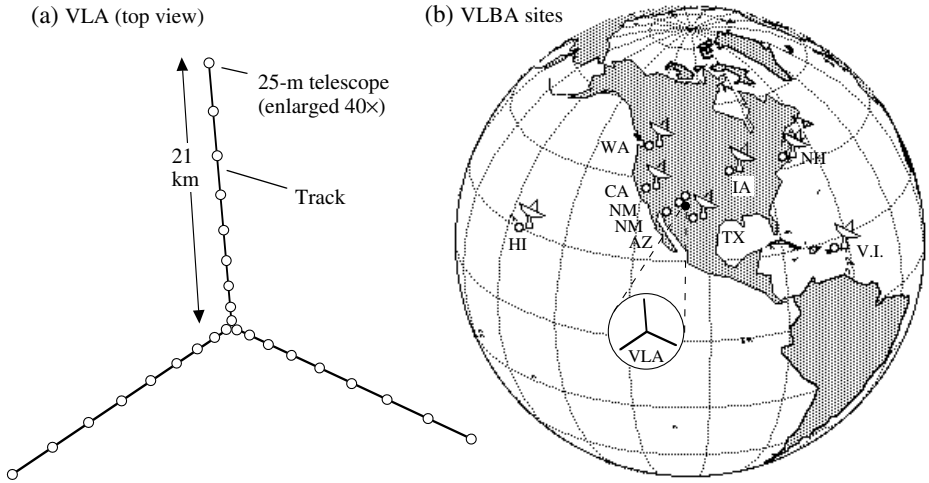 (a) VLA (top view)
25-m telescope
(enlarged 40×)
21
km
Track
(b) VLBA sites
WA
NH
IA
CA
NM
NM
AZ
TX
HI
V.I.
VLA